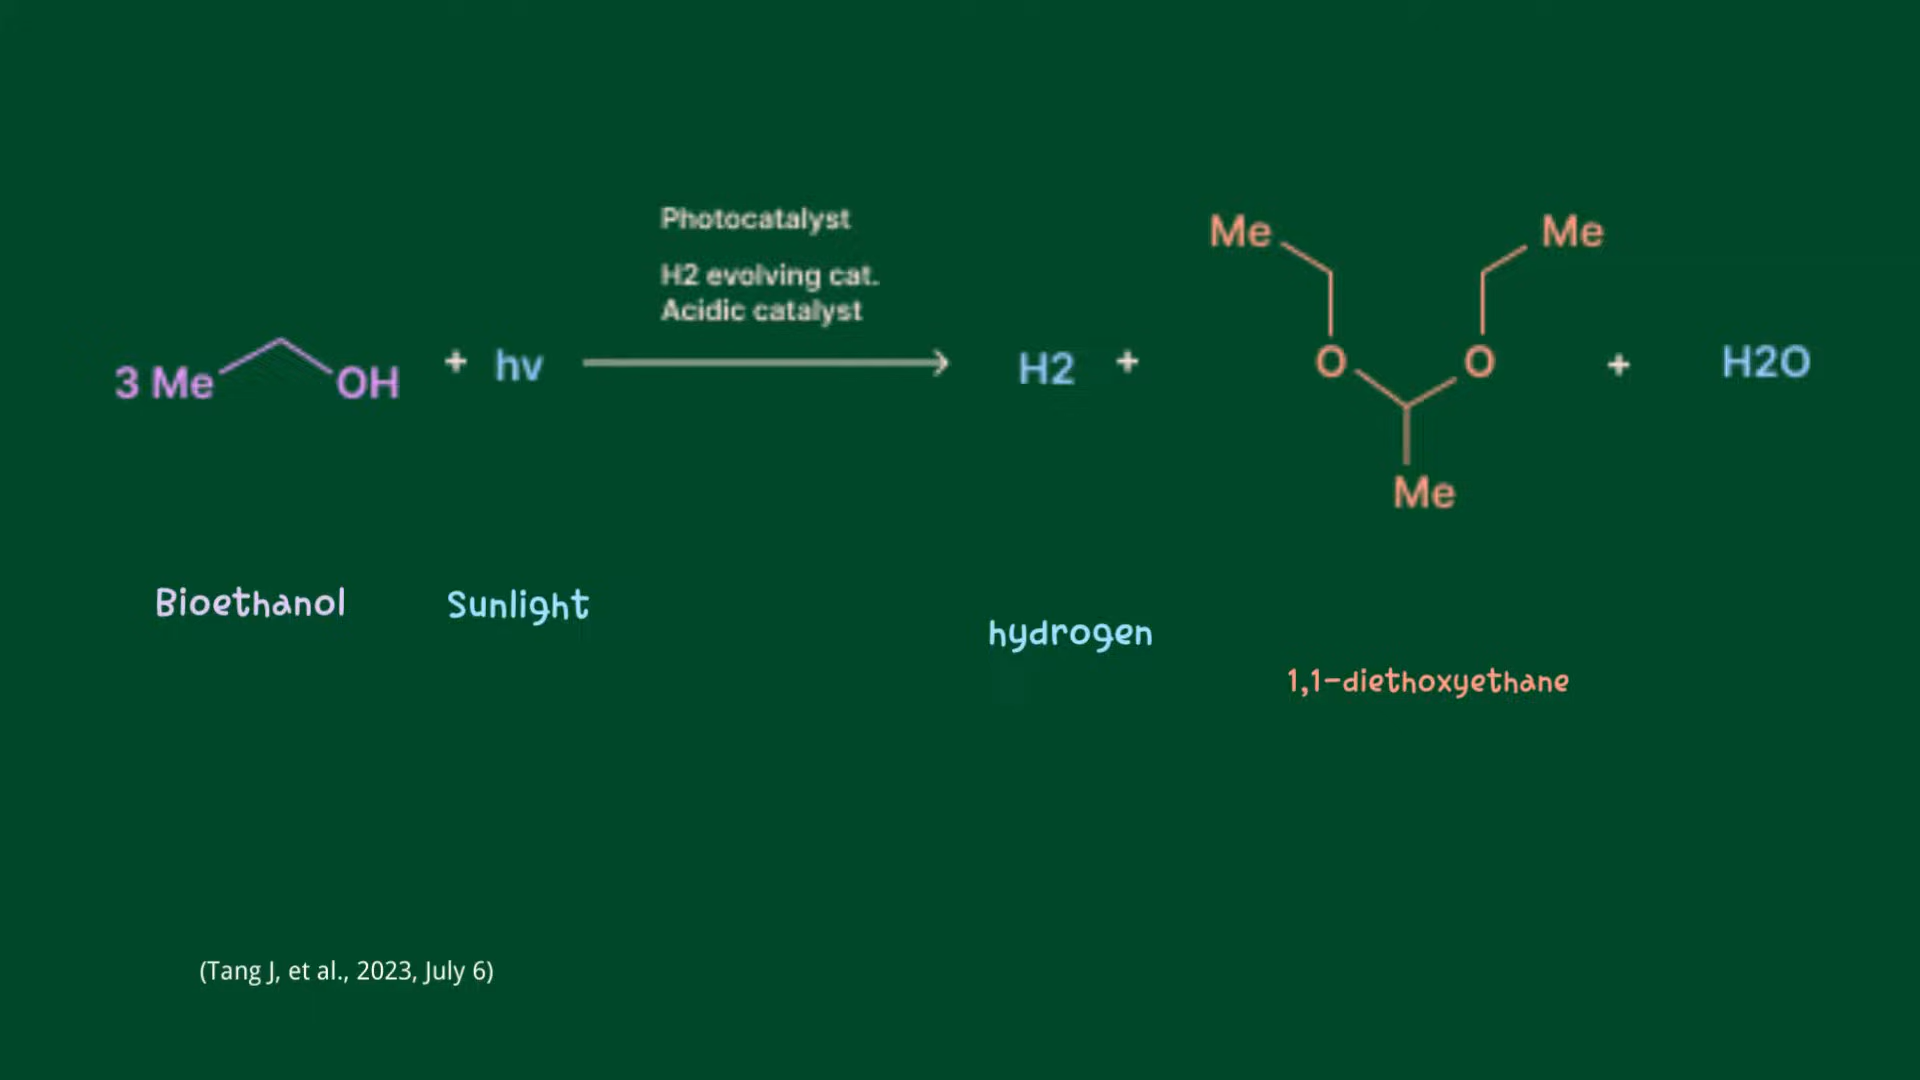 Photocatalyst
H2 evolving cat.
Acidic catalyst
3 Me OH + hv H2 + Me O Me O Me + H2O
Bioethanol
Sunlight
hydrogen
1,1-diethoxyethane
(Tang J, et al., 2023, July 6)